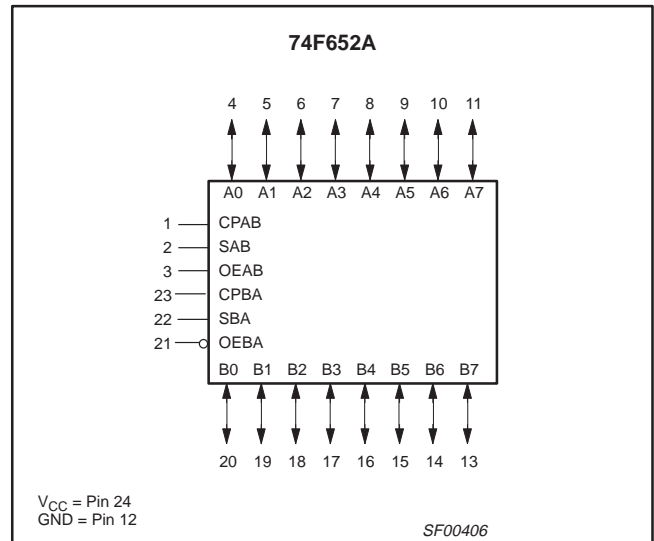 74F652A
4 5 6 7 8 9 10 11
A0 A1 A2 A3 A4 A5 A6 A7
1 CPAB
2 SAB
3 OEAB
23 CPBA
22 SBA
21 OEBA
B0 B1 B2 B3 B4 B5 B6 B7
20 19 18 17 16 15 14 13
VCC = Pin 24
GND = Pin 12
SF00406